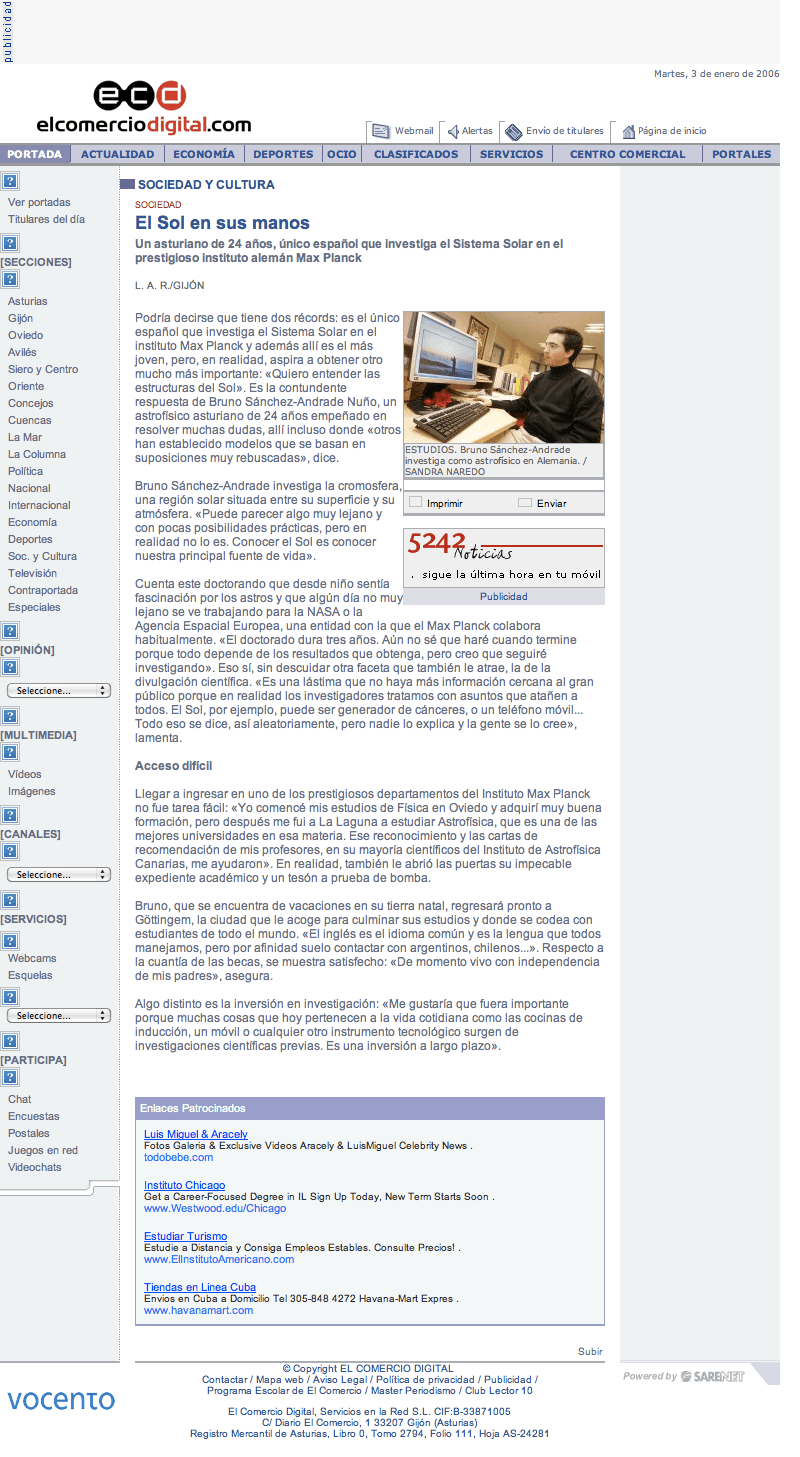 publicidad
Martes, 3 de enero de 2006
ecd
elcomerciodigital.com
Webmail Alertas Envío de titulares Página de inicio
PORTADA ACTUALIDAD ECONOMÍA DEPORTES OCIO CLASIFICADOS SERVICIOS CENTRO COMERCIAL PORTALES
Ver portadas
Titulares del día
[SECCIONES]
Asturias
Gijón
Oviedo
Avilés
Siero y Centro
Oriente
Concejos
Cuencas
La Mar
La Columna
Política
Nacional
Internacional
Economía
Deportes
Soc. y Cultura
Televisión
Contraportada
Especiales
[OPINIÓN]
Seleccione...
[MULTIMEDIA]
Vídeos
Imágenes
[CANALES]
Seleccione...
[SERVICIOS]
Webcams
Esquelas
Seleccione...
[PARTICIPA]
Chat
Encuestas
Postales
Juegos en red
Videochats
SOCIEDAD Y CULTURA
SOCIEDAD
El Sol en sus manos
Un asturiano de 24 años, único español que investiga el Sistema Solar en el
prestigioso instituto alemán Max Planck
L. A. R./GIJÓN
Podría decirse que tiene dos récords: es el único
español que investiga el Sistema Solar en el
instituto Max Planck y además allí es el más
joven, pero, en realidad, aspira a obtener otro
mucho más importante: «Quiero entender las
estructuras del Sol». Es la contundente
respuesta de Bruno Sánchez-Andrade Nuño, un
astrofísico asturiano de 24 años empeñado en
resolver muchas dudas, allí incluso donde «otros
han establecido modelos que se basan en
suposiciones muy rebuscadas», dice.
ESTUDIOS. Bruno Sánchez-Andrade
investiga como astrofísico en Alemania. /
SANDRA NAREDO
Imprimir Enviar
5242
Noticias
. sigue la última hora en tu móvil
Publicidad
Bruno Sánchez-Andrade investiga la cromosfera,
una región solar situada entre su superficie y su
atmósfera. «Puede parecer algo muy lejano y
con pocas posibilidades prácticas, pero en
realidad no lo es. Conocer el Sol es conocer
nuestra principal fuente de vida».
Cuenta este doctorando que desde niño sentía
fascinación por los astros y que algún día no muy
lejano se ve trabajando para la NASA o la
Agencia Espacial Europea, una entidad con la que el Max Planck colabora
habitualmente. «El doctorado dura tres años. Aún no sé que haré cuando termine
porque todo depende de los resultados que obtenga, pero creo que seguiré
investigando». Eso sí, sin descuidar otra faceta que también le atrae, la de la
divulgación científica. «Es una lástima que no haya más información cercana al gran
público porque en realidad los investigadores tratamos con asuntos que atañen a
todos. El Sol, por ejemplo, puede ser generador de cánceres, o un teléfono móvil...
Todo eso se dice, así aleatoriamente, pero nadie lo explica y la gente se lo cree»,
lamenta.
Acceso difícil
Llegar a ingresar en uno de los prestigiosos departamentos del Instituto Max Planck
no fue tarea fácil: «Yo comencé mis estudios de Física en Oviedo y adquirí muy buena
formación, pero después me fui a La Laguna a estudiar Astrofísica, que es una de las
mejores universidades en esa materia. Ese reconocimiento y las cartas de
recomendación de mis profesores, en su mayoría científicos del Instituto de Astrofísica
Canarias, me ayudaron». En realidad, también le abrió las puertas su impecable
expediente académico y un tesón a prueba de bomba.
Bruno, que se encuentra de vacaciones en su tierra natal, regresará pronto a
Göttingem, la ciudad que le acoge para culminar sus estudios y donde se codea con
estudiantes de todo el mundo. «El inglés es el idioma común y es la lengua que todos
manejamos, pero por afinidad suelo contactar con argentinos, chilenos...». Respecto a
la cuantía de las becas, se muestra satisfecho: «De momento vivo con independencia
de mis padres», asegura.
Algo distinto es la inversión en investigación: «Me gustaría que fuera importante
porque muchas cosas que hoy pertenecen a la vida cotidiana como las cocinas de
inducción, un móvil o cualquier otro instrumento tecnológico surgen de
investigaciones científicas previas. Es una inversión a largo plazo».
Enlaces Patrocinados
Luis Miguel & Aracely
Fotos Galeria & Exclusive Videos Aracely & LuisMiguel Celebrity News .
todobebe.com
Instituto Chicago
Get a Career-Focused Degree in IL Sign Up Today, New Term Starts Soon .
www.Westwood.edu/Chicago
Estudiar Turismo
Estudie a Distancia y Consiga Empleos Estables. Consulte Precios! .
www.ElInstitutoAmericano.com
Tiendas en Linea Cuba
Envios en Cuba a Domicilio Tel 305-848 4272 Havana-Mart Expres .
www.havanamart.com
Subir
© Copyright EL COMERCIO DIGITAL
Contactar / Mapa web / Aviso Legal / Política de privacidad / Publicidad /
Programa Escolar de El Comercio / Master Periodismo / Club Lector 10
El Comercio Digital, Servicios en la Red S.L. CIF:B-33871005
C/ Diario El Comercio, 1 33207 Gijón (Asturias)
Registro Mercantil de Asturias, Libro 0, Tomo 2794, Folio 111, Hoja AS-24281
vocento
Powered by SARENET